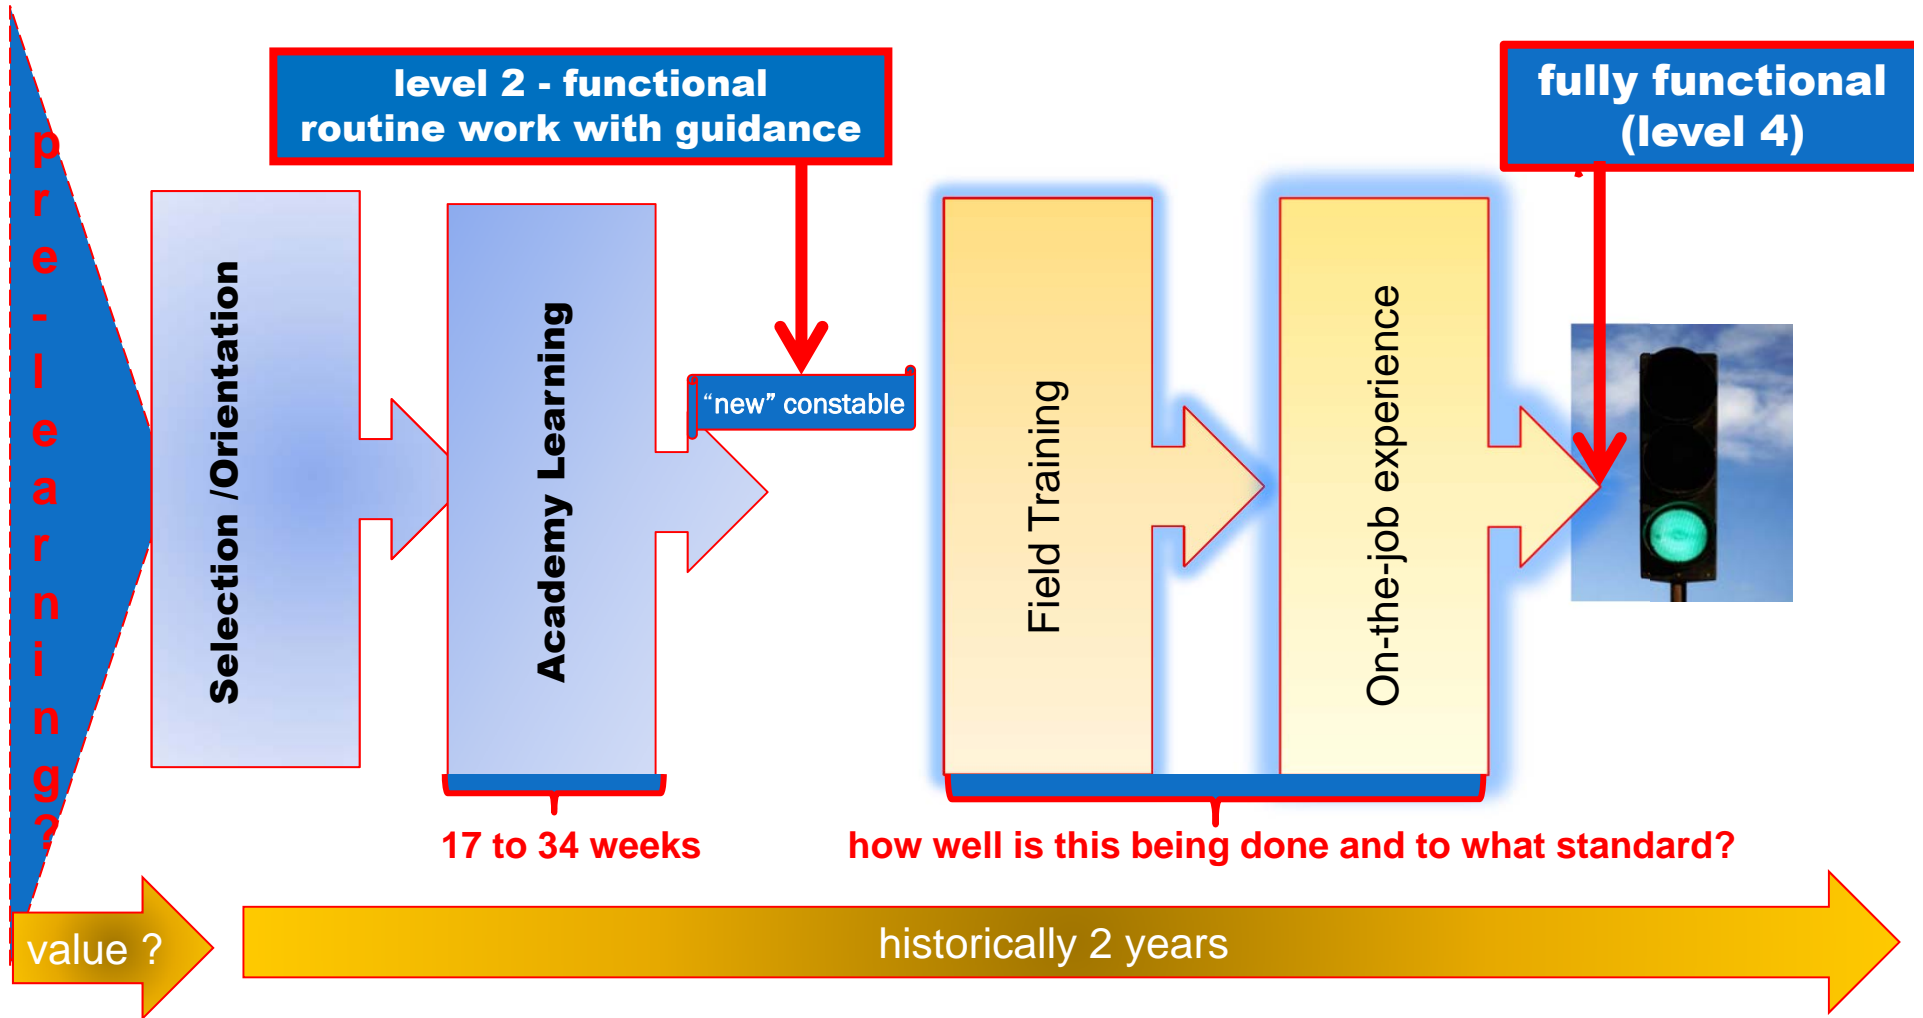 level 2 - functional
routine work with guidance
fully functional
(level 4)
pre-learning?
Selection /Orientation
Academy Learning
“new” constable
Field Training
On-the-job experience
17 to 34 weeks
how well is this being done and to what standard?
value ?
historically 2 years